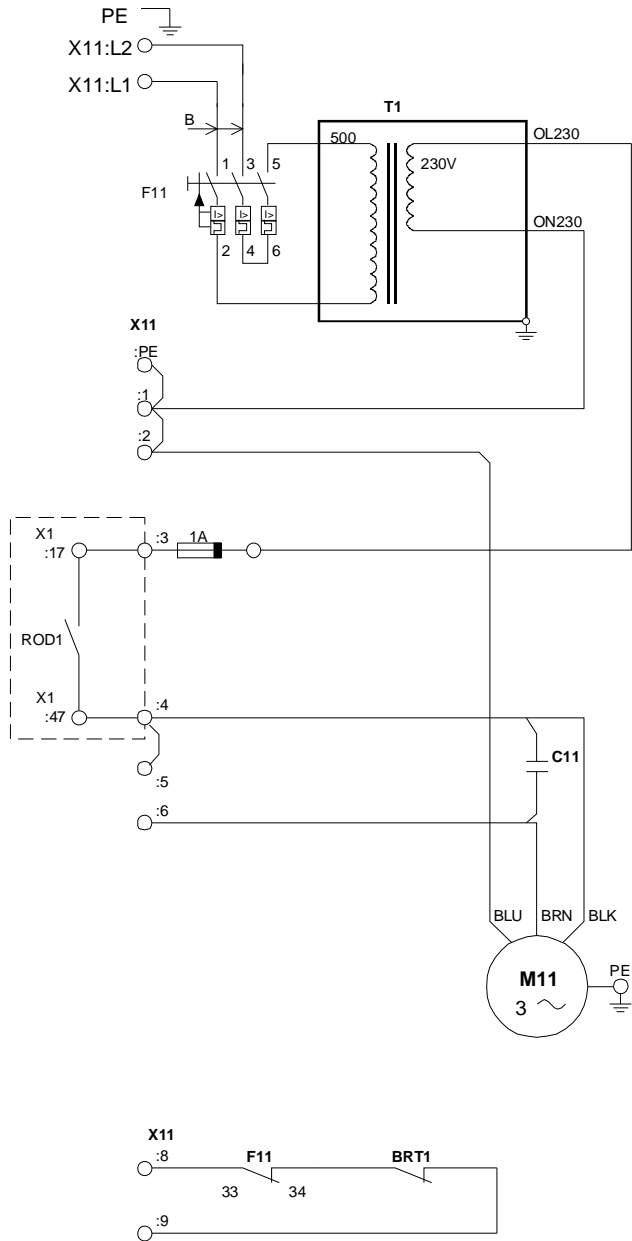 PE
X11:L2
X11:L1
B
T1
500
230V
OL230
1 3 5
F11
I> I> I>
2 4 6
ON230
X11
:PE
:1
:2
X1
:17
:3
1A
ROD1
X1
:47
:4
C11
:5
:6
BLU BRN BLK
M11
3
PE
X11
:8
F11
BRT1
33 34
:9